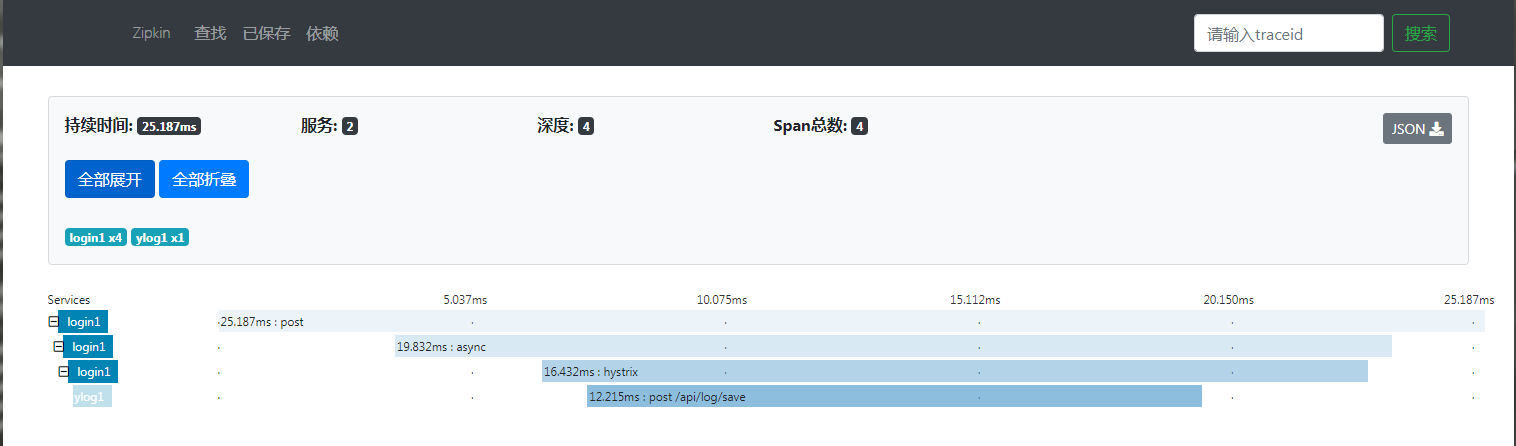 Zipkin 查找 已保存 依赖 请输入traceid 搜索
持续时间: 25.187ms 服务: 2 深度: 4 Span总数: 4 JSON
全部展开 全部折叠
login1 x4 ylog1 x1
Services 5.037ms 10.075ms 15.112ms 20.150ms 25.187ms
login1 25.187ms : post
login1 19.832ms : async
login1 16.432ms : hystrix
ylog1 12.215ms : post /api/log/save